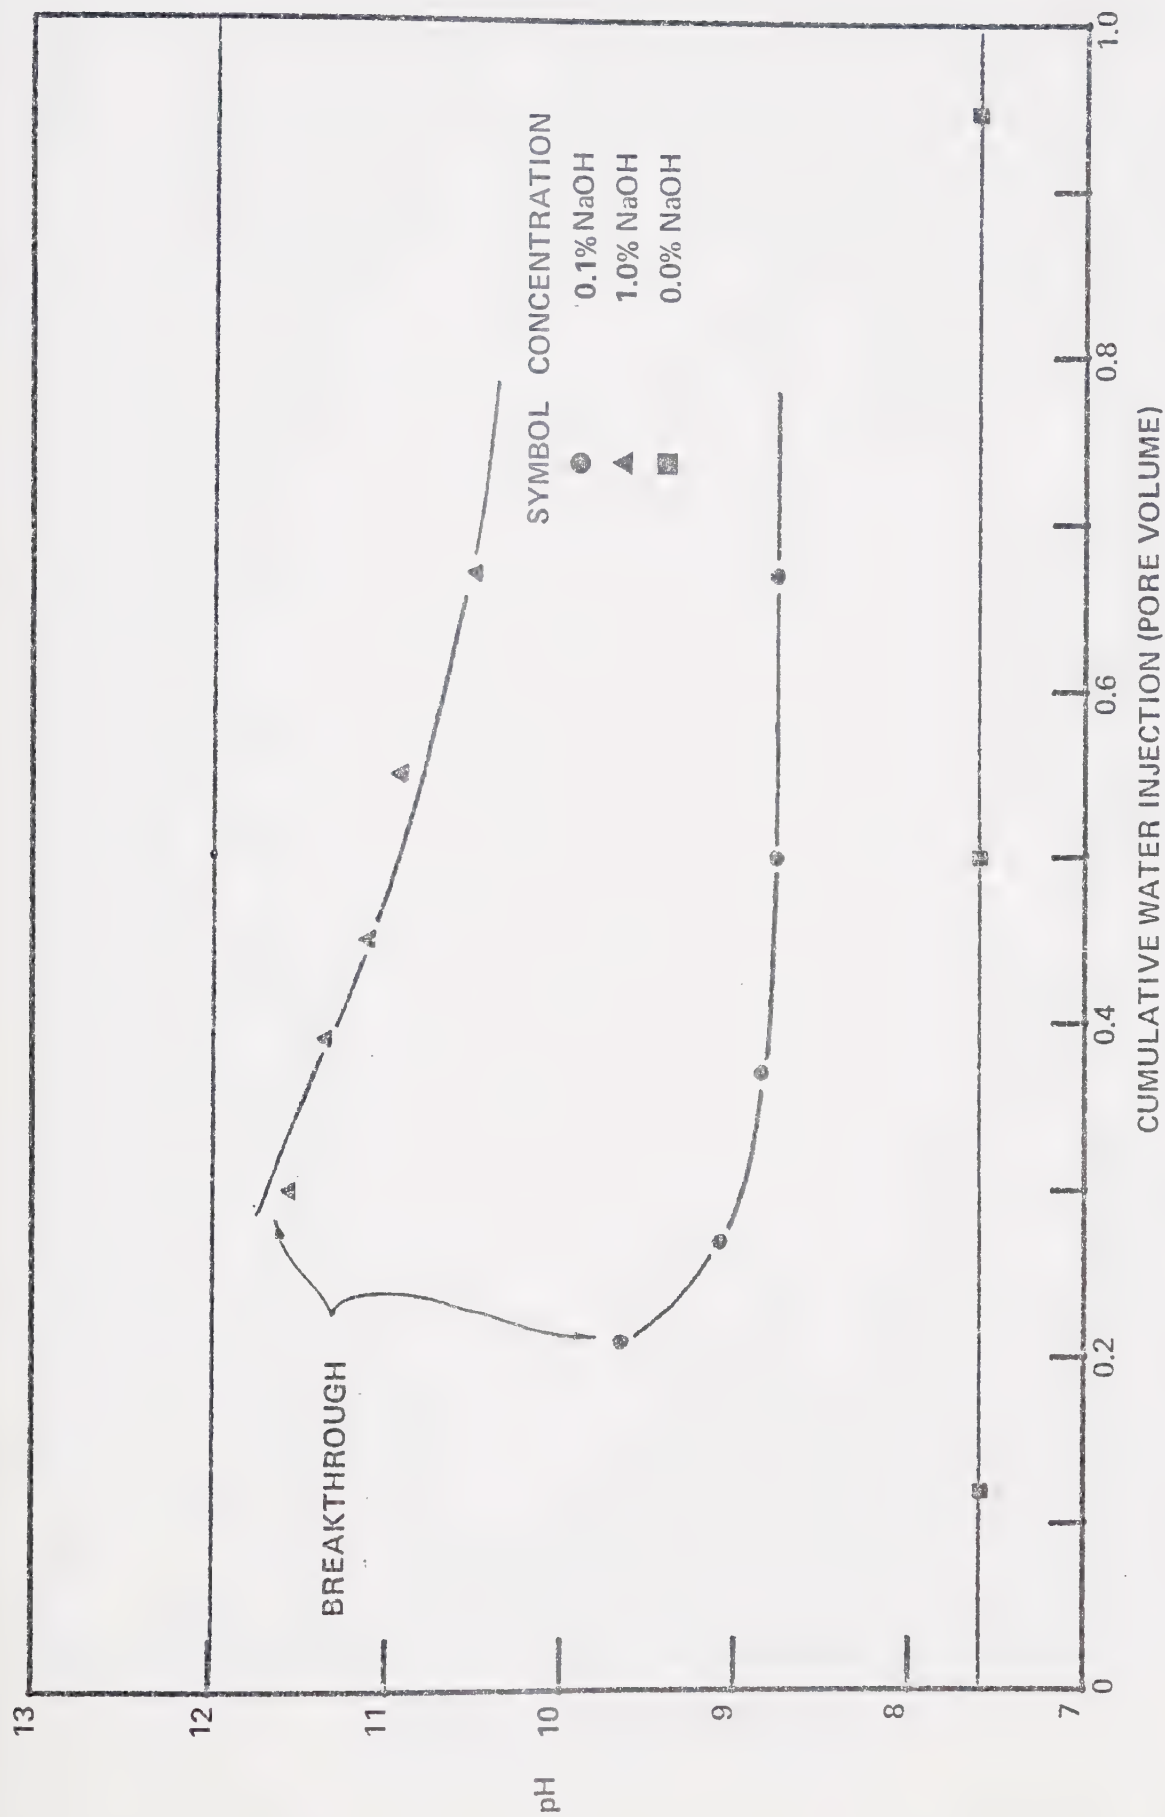 13
12
11
10
9
8
7
pH
BREAKTHROUGH
SYMBOL CONCENTRATION
0.1% NaOH
1.0% NaOH
0.0% NaOH
0
0.2
0.4
0.6
0.8
1.0
CUMULATIVE WATER INJECTION (PORE VOLUME)